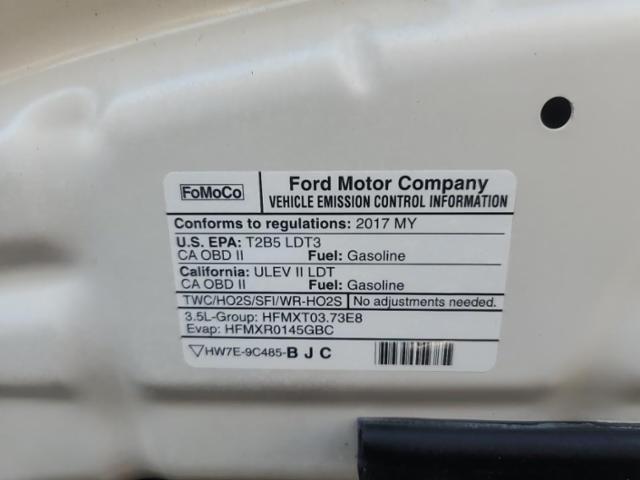 FoMoCo
Ford Motor Company
VEHICLE EMISSION CONTROL INFORMATION
Conforms to regulations: 2017 MY
U.S. EPA: T2B5 LDT3
CA OBD II Fuel: Gasoline
California: ULEV II LDT
CA OBD II Fuel: Gasoline
TWC/HO2S/SFI/WR-HO2S No adjustments needed.
3.5L-Group: HFMXT03.73E8
Evap: HFMXR0145GBC
HW7E-9C485-B J C